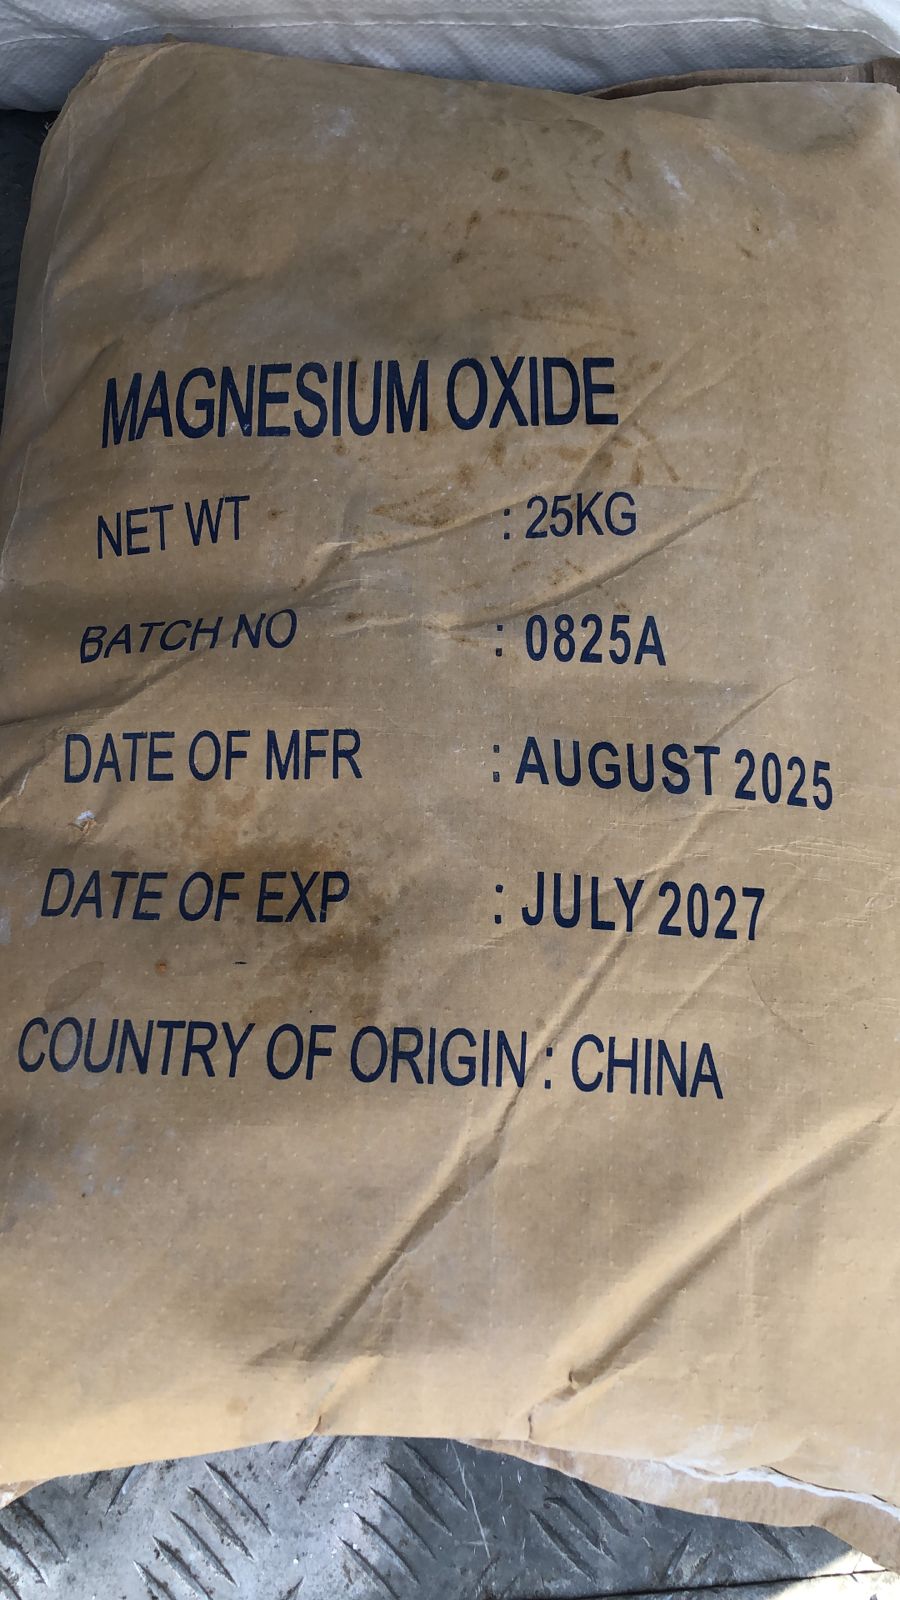 MAGNESIUM OXIDE
NET WT : 25KG
BATCH NO : 0825A
DATE OF MFR : AUGUST 2025
DATE OF EXP : JULY 2027
COUNTRY OF ORIGIN : CHINA